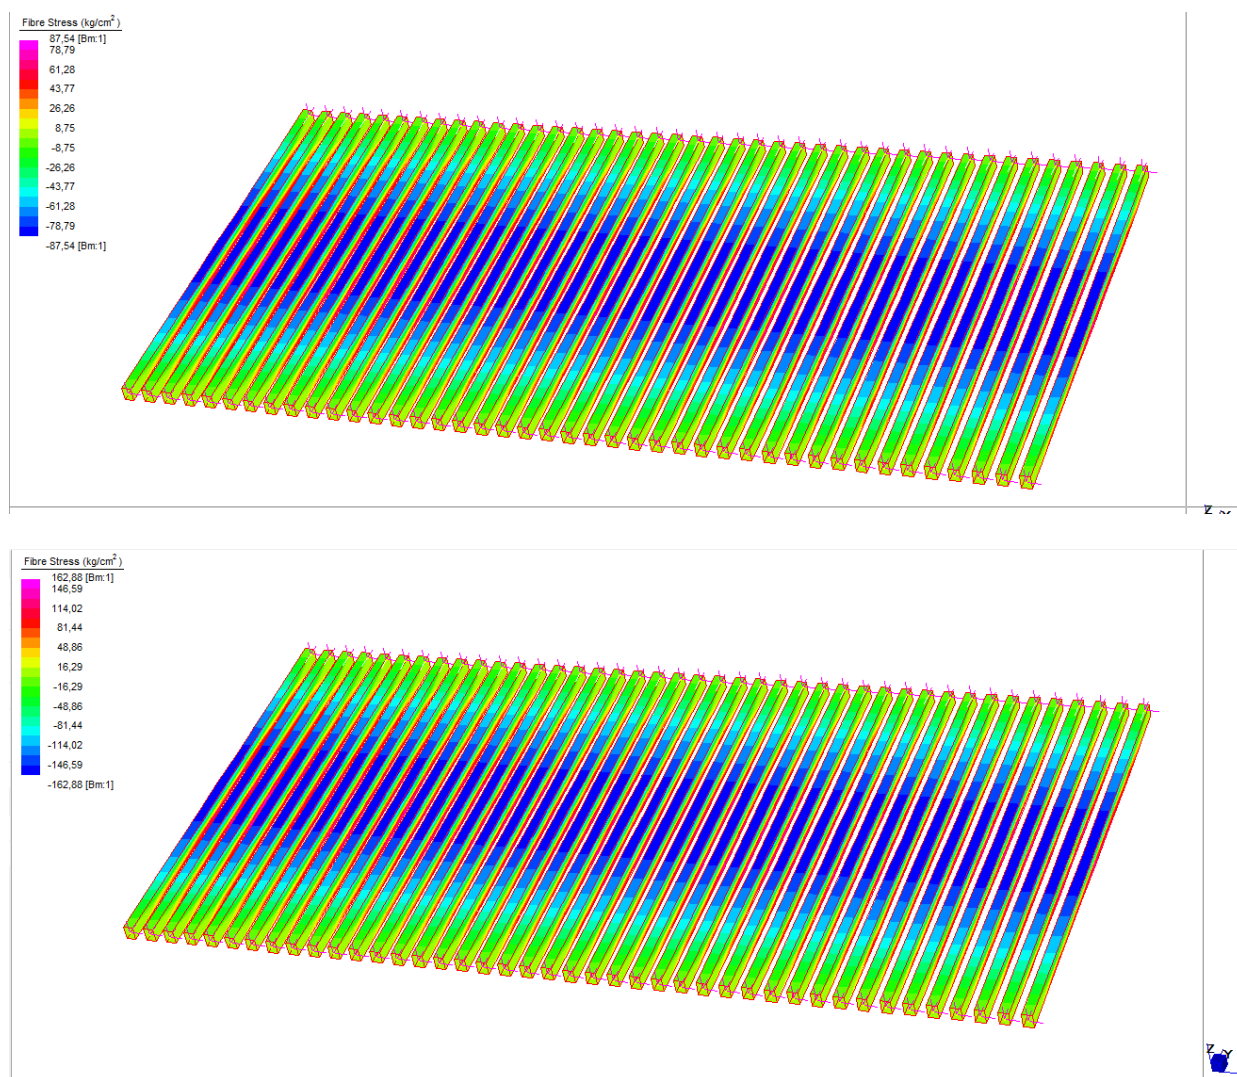 Fibre Stress (kg/cm²)
87,54 [Bm:1]
78,79
61,28
43,77
26,26
8,75
-8,75
-26,26
-43,77
-61,28
-78,79
-87,54 [Bm:1]
Z
Fibre Stress (kg/cm²)
162,88 [Bm:1]
146,59
114,02
81,44
48,86
16,29
-16,29
-48,86
-81,44
-114,02
-146,59
-162,88 [Bm:1]
Z Y